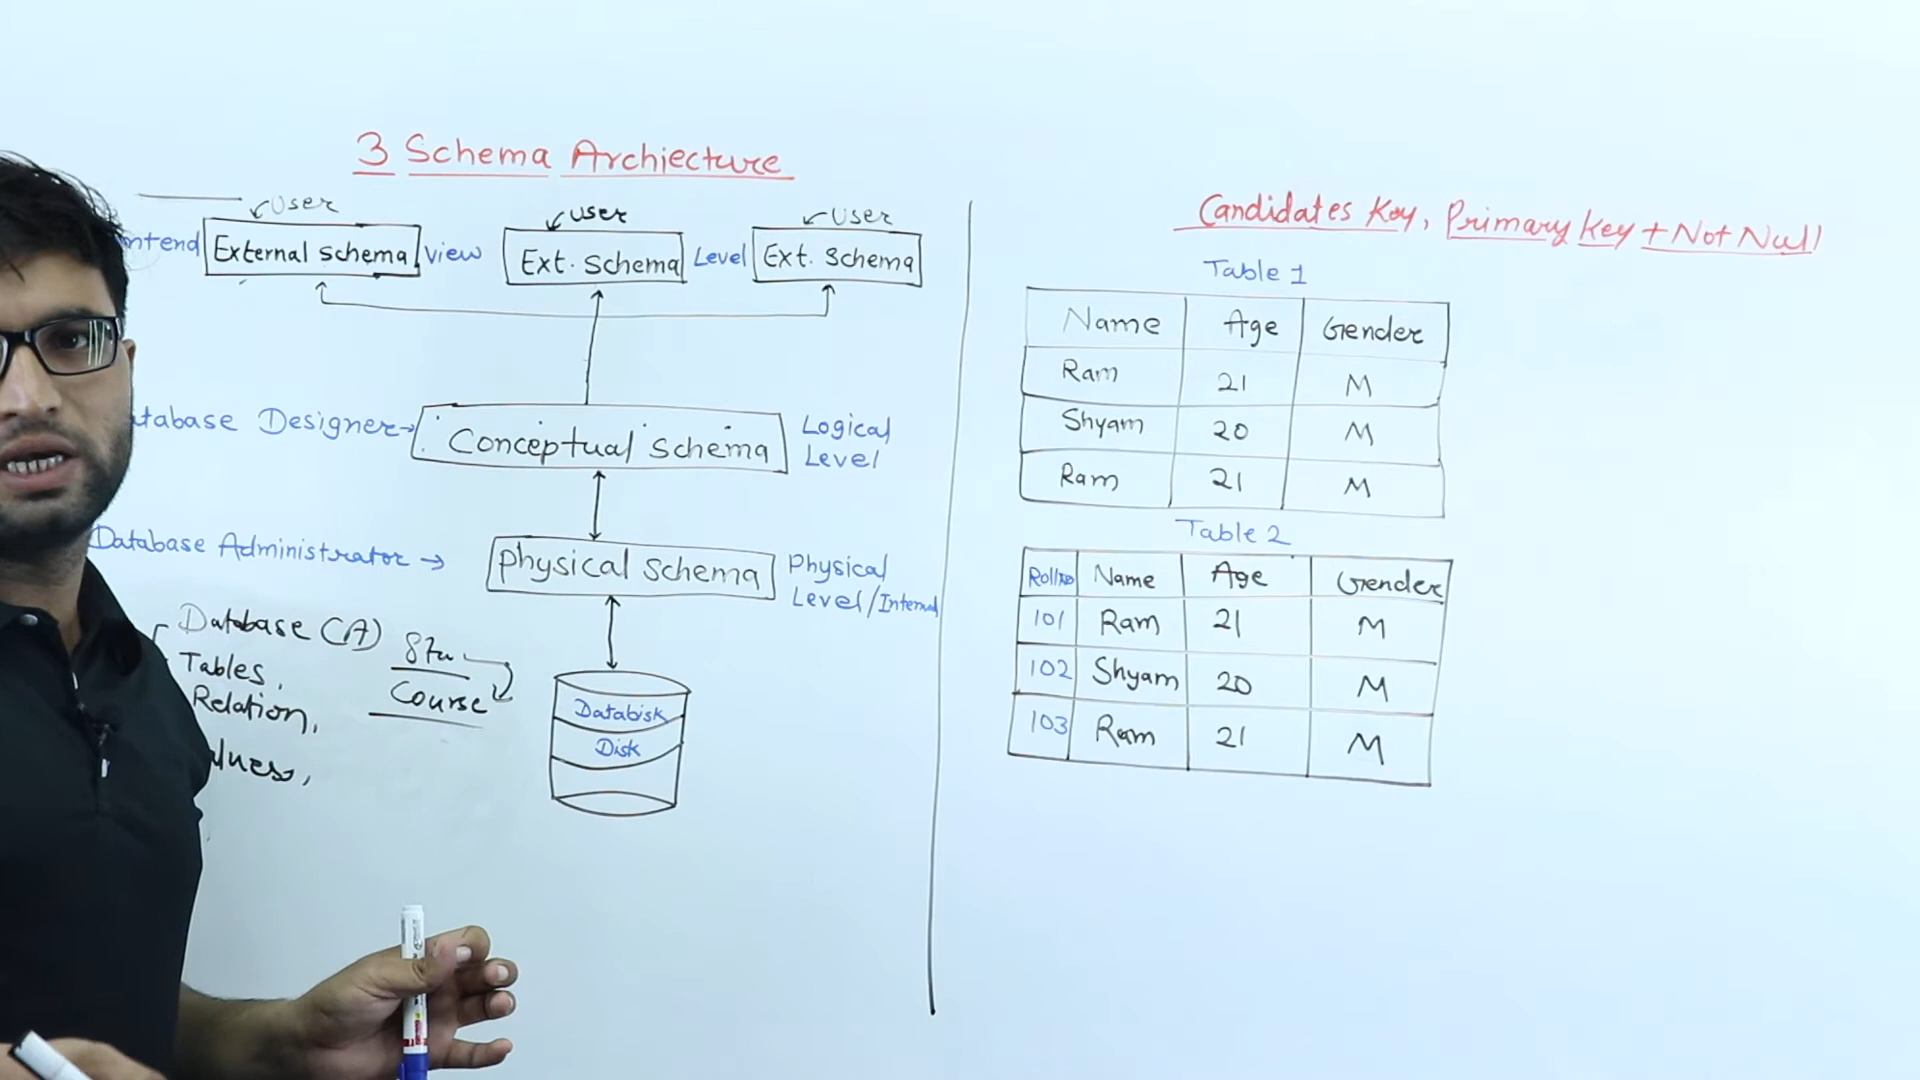 3 Schema Archiecture
User
User
User
ntend External schema View Ext. schema Level Ext. Schema
tabase Designer→ Conceptual schema Logical Level
Database Administrator → Physical schema Physical Level/Internal
Database (A)
Stu.
Tables,
Course
Relation,
alues,
Databisk
Disk
Candidates Key, Primary Key + Not Null
Table 1
Name Age Gender
Ram 21 M
Shyam 20 M
Ram 21 M
Table 2
Rollno Name Age Gender
101 Ram 21 M
102 Shyam 20 M
103 Ram 21 M